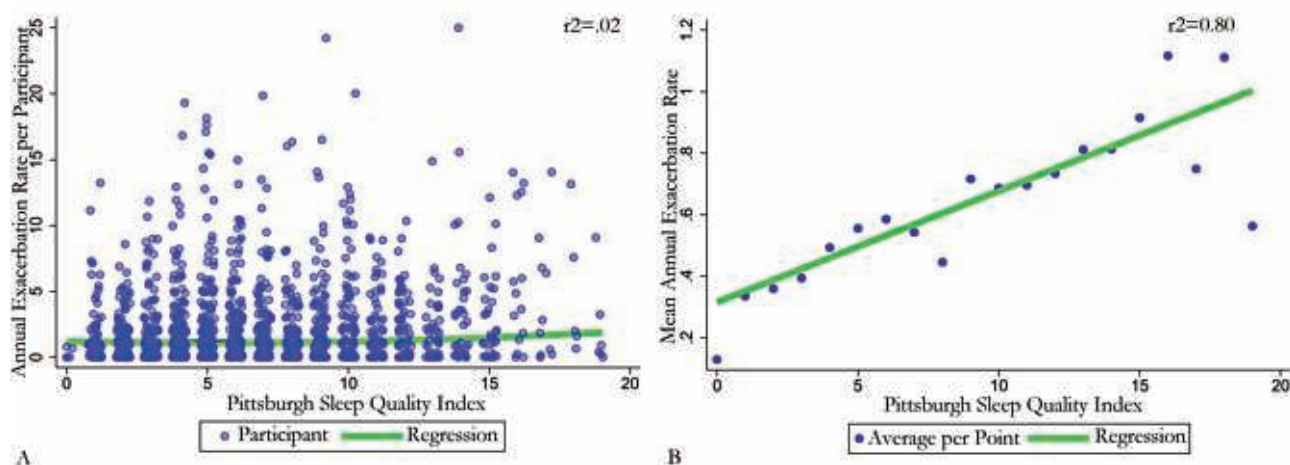 r2=.02
Annual Exacerbation Rate per Participant
25
20
15
10
5
0
0 5 10 15 20
Pittsburgh Sleep Quality Index
Participant Regression
A
r2=0.80
Mean Annual Exacerbation Rate
1.2
1
.8
.6
.4
.2
0 5 10 15 20
Pittsburgh Sleep Quality Index
Average per Point Regression
B